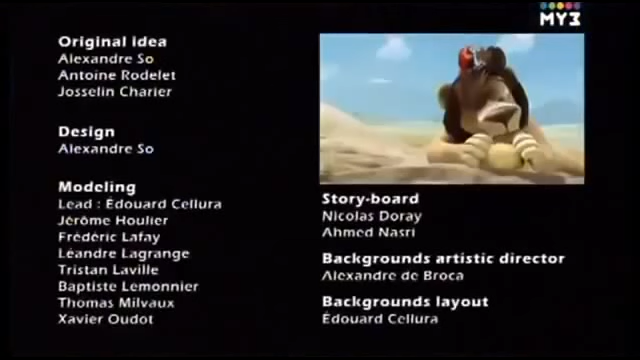 MY3
Original idea
Alexandre So
Antoine Rodelet
Josselin Charier
Design
Alexandre So
Modeling
Lead : Édouard Cellura
Jérôme Houlier
Frédéric Lafay
Léandre Lagrange
Tristan Laville
Baptiste Lemonnier
Thomas Milvaux
Xavier Oudot
Story-board
Nicolas Doray
Ahmed Nasri
Backgrounds artistic director
Alexandre de Broca
Backgrounds layout
Édouard Cellura